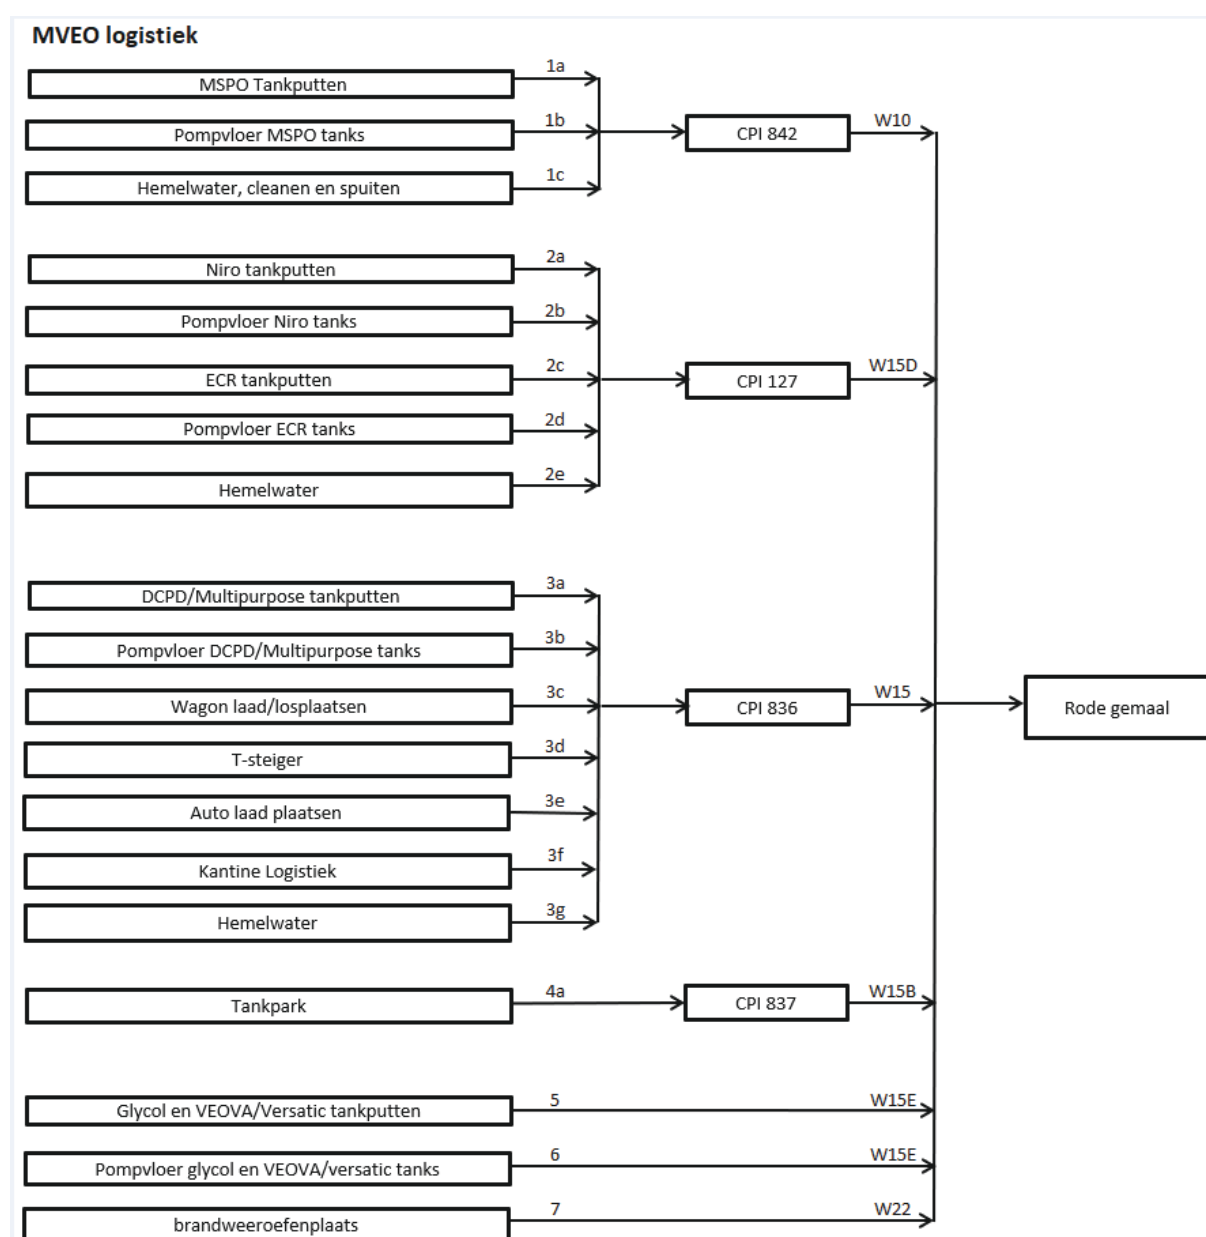 MVEO logistiek
1a
MSPO Tankputten
1b
Pompvloer MSPO tanks
CPI 842
W10
1c
Hemelwater, cleanen en spuiten
2a
Niro tankputten
2b
Pompvloer Niro tanks
2c
ECR tankputten
CPI 127
W15D
2d
Pompvloer ECR tanks
2e
Hemelwater
3a
DCPD/Multipurpose tankputten
3b
Pompvloer DCPD/Multipurpose tanks
3c
Wagon laad/losplaatsen
CPI 836
W15
Rode gemaal
3d
T-steiger
3e
Auto laad plaatsen
3f
Kantine Logistiek
3g
Hemelwater
4a
Tankpark
CPI 837
W15B
5
Glycol en VEOVA/Versatic tankputten
W15E
6
Pompvloer glycol en VEOVA/versatic tanks
W15E
7
brandweeroefenplaats
W22